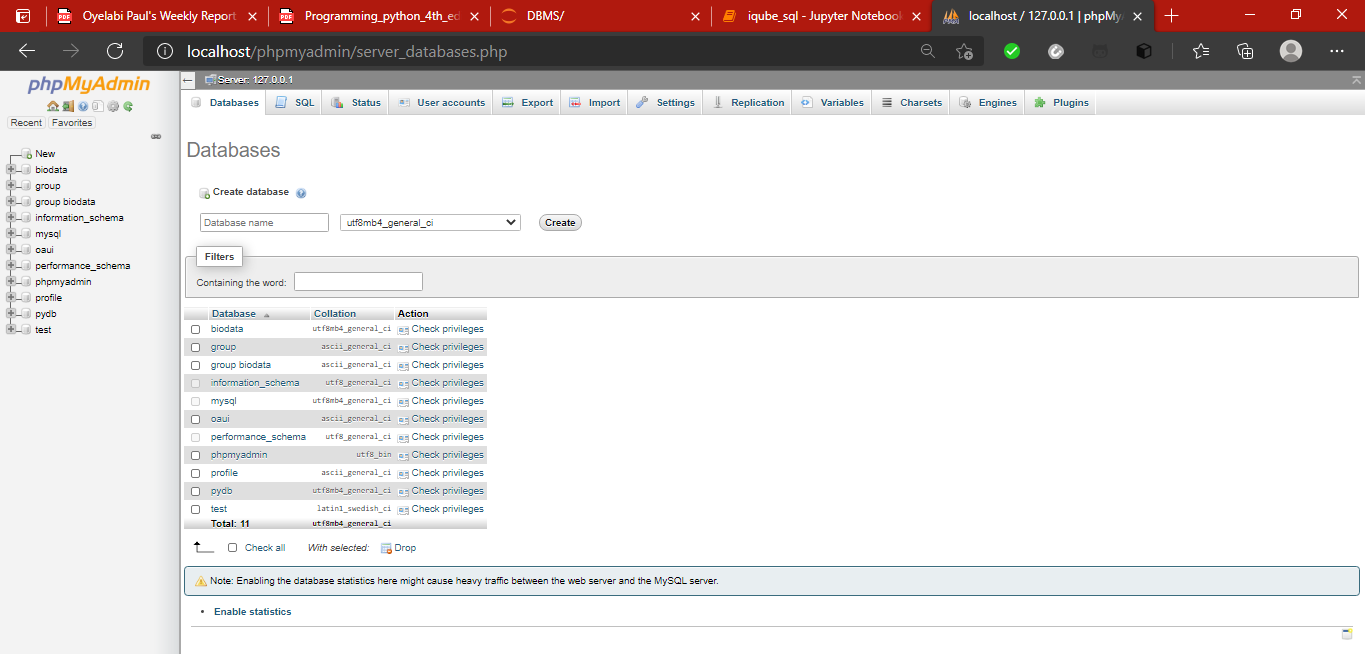 Oyelabi Paul's Weekly Report
Programming_python_4th_ed
DBMS/
iqube_sql - Jupyter Notebook
localhost / 127.0.0.1 | phpMy
localhost/phpmyadmin/server_databases.php
phpMyAdmin
Recent Favorites
New
biodata
group
group biodata
information_schema
mysql
oaui
performance_schema
phpmyadmin
profile
pydb
test
Server: 127.0.0.1
Databases SQL Status User accounts Export Import Settings Replication Variables Charsets Engines Plugins
Databases
Create database
Database name utf8mb4_general_ci Create
Filters
Containing the word:
Database Collation Action
biodata utf8mb4_general_ci Check privileges
group ascii_general_ci Check privileges
group biodata ascii_general_ci Check privileges
information_schema utf8_general_ci Check privileges
mysql utf8mb4_general_ci Check privileges
oaui ascii_general_ci Check privileges
performance_schema utf8_general_ci Check privileges
phpmyadmin utf8_bin Check privileges
profile ascii_general_ci Check privileges
pydb utf8mb4_general_ci Check privileges
test latin1_swedish_ci Check privileges
Total: 11 utf8mb4_general_ci
Check all With selected: Drop
Note: Enabling the database statistics here might cause heavy traffic between the web server and the MySQL server.
• Enable statistics